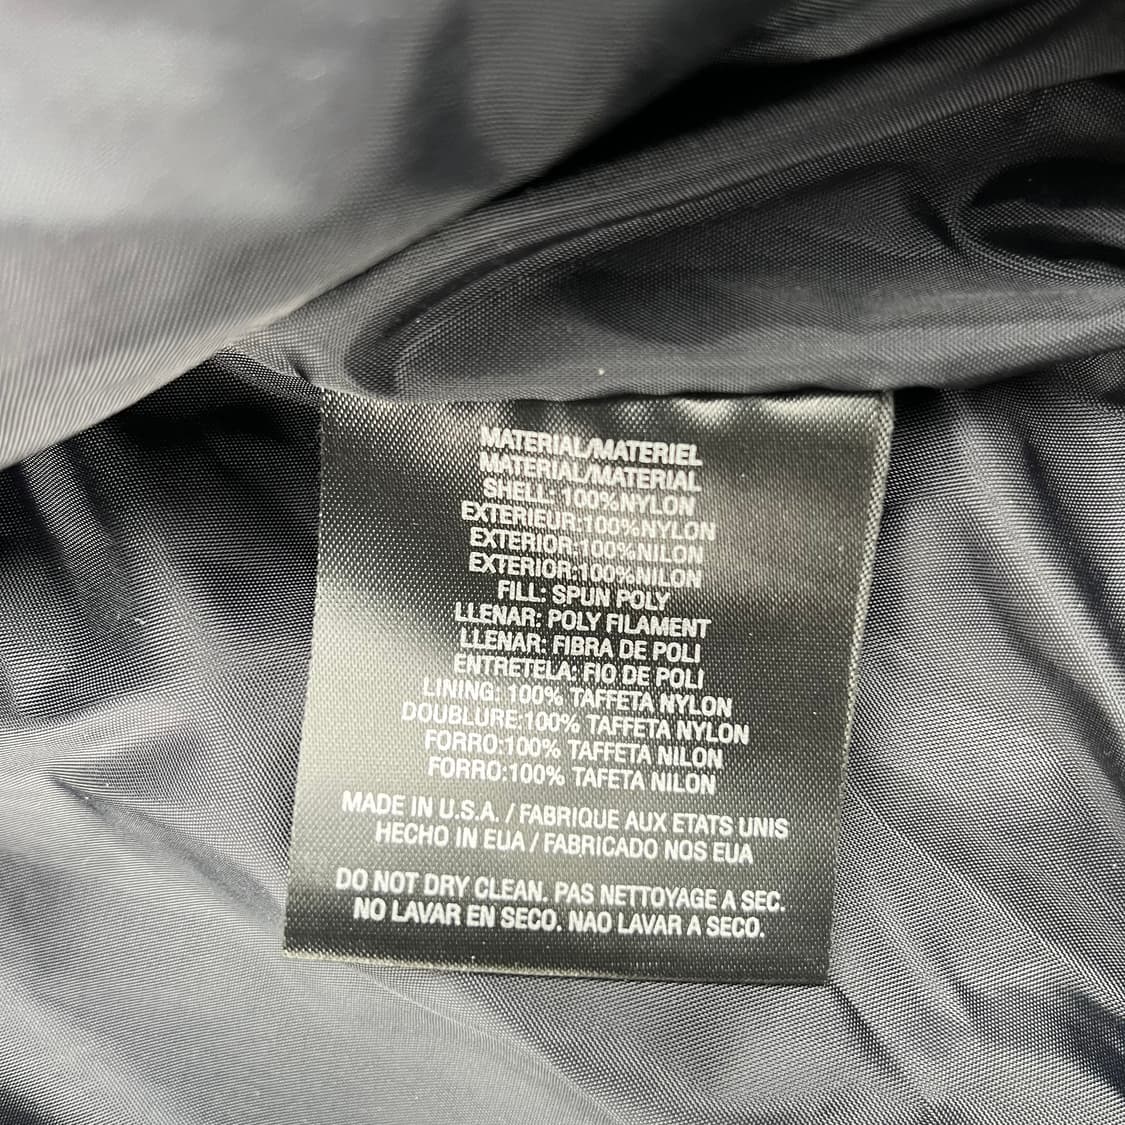 MATERIAL/MATERIEL
MATERIAL/MATERIAL
SHELL: 100%NYLON
EXTERIEUR:100%NYLON
EXTERIOR:100%NILON
EXTERIOR:100%NILON
FILL: SPUN POLY
LLENAR: POLY FILAMENT
LLENAR: FIBRA DE POLI
ENTRETELA: FIO DE POLI
LINING: 100% TAFFETA NYLON
DOUBLURE:100% TAFFETA NYLON
FORRO:100% TAFFETA NILON
FORRO:100% TAFETA NILON
MADE IN U.S.A. / FABRIQUE AUX ETATS UNIS
HECHO IN EUA / FABRICADO NOS EUA
DO NOT DRY CLEAN. PAS NETTOYAGE A SEC.
NO LAVAR EN SECO. NAO LAVAR A SECO.